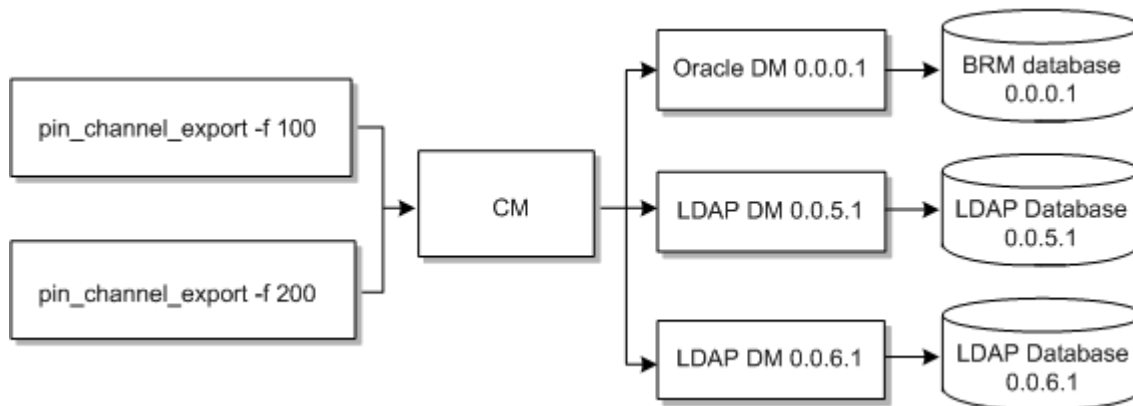 pin_channel_export -f 100
pin_channel_export -f 200
CM
Oracle DM 0.0.0.1
BRM database
0.0.0.1
LDAP DM 0.0.5.1
LDAP Database
0.0.5.1
LDAP DM 0.0.6.1
LDAP Database
0.0.6.1